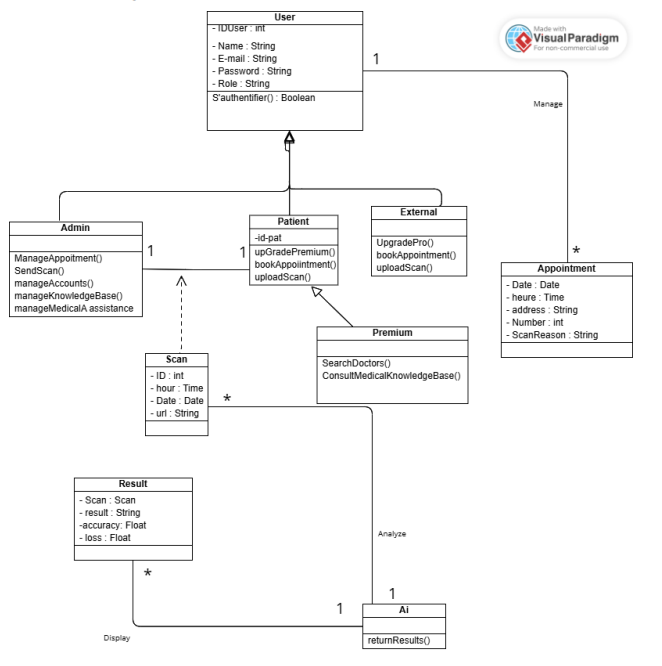 User
- IDUser : int
- Name : String
- E-mail : String
- Password : String
- Role : String
S'authentifier() : Boolean
Made with
Visual Paradigm
For non-commercial use
1
Manage
*
Admin
ManageAppoitment()
SendScan()
manageAccounts()
manageKnowledgeBase()
manageMedicalA assistance
1
1
Patient
-id-pat
upGradePremium()
bookAppoiintment()
uploadScan()
External
UpgradePro()
bookAppointment()
uploadScan()
Appointment
- Date : Date
- heure : Time
- address : String
- Number : int
- ScanReason : String
Premium
SearchDoctors()
ConsultMedicalKnowledgeBase()
Scan
- ID : int
- hour : Time
- Date : Date
- url : String
*
Result
- Scan : Scan
- result : String
-accuracy: Float
- loss : Float
*
Analyze
1
1
Display
Ai
returnResults()